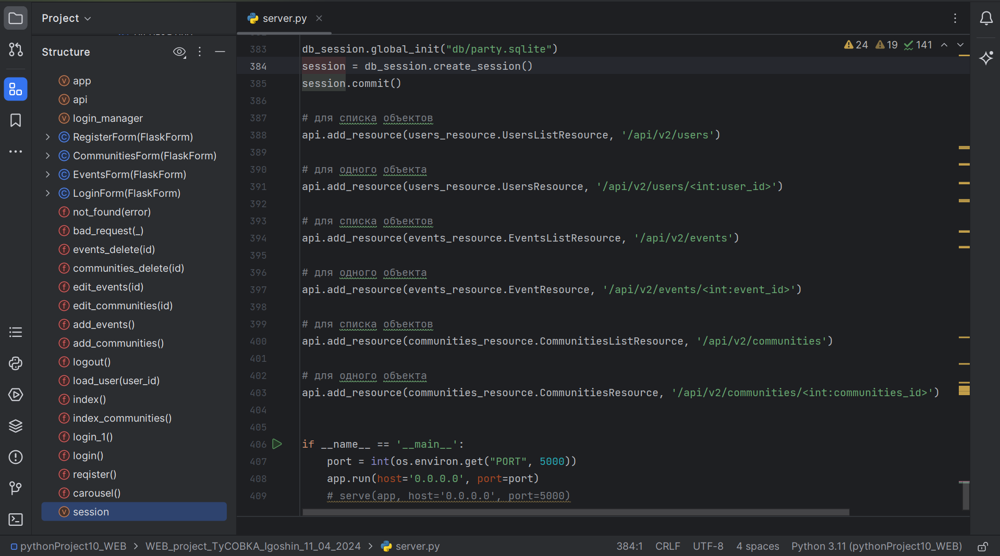 Project
server.py
Structure
app
api
login_manager
RegisterForm(FlaskForm)
CommunitiesForm(FlaskForm)
EventsForm(FlaskForm)
LoginForm(FlaskForm)
not_found(error)
bad_request(_)
events_delete(id)
communities_delete(id)
edit_events(id)
edit_communities(id)
add_events()
add_communities()
logout()
load_user(user_id)
index()
index_communities()
login_1()
login()
reqister()
carousel()
session
24 19 141
383 db_session.global_init("db/party.sqlite")
384 session = db_session.create_session()
385 session.commit()
386
387 # для списка объектов
388 api.add_resource(users_resource.UsersListResource, '/api/v2/users')
389
390 # для одного объекта
391 api.add_resource(users_resource.UsersResource, '/api/v2/users/<int:user_id>')
392
393 # для списка объектов
394 api.add_resource(events_resource.EventsListResource, '/api/v2/events')
395
396 # для одного объекта
397 api.add_resource(events_resource.EventResource, '/api/v2/events/<int:event_id>')
398
399 # для списка объектов
400 api.add_resource(communities_resource.CommunitiesListResource, '/api/v2/communities')
401
402 # для одного объекта
403 api.add_resource(communities_resource.CommunitiesResource, '/api/v2/communities/<int:communities_id>')
404
405
406 if __name__ == '__main__':
407 port = int(os.environ.get("PORT", 5000))
408 app.run(host='0.0.0.0', port=port)
409 # serve(app, host='0.0.0.0', port=5000)
pythonProject10_WEB > WEB_project_TyCOBKA_Igoshin_11_04_2024 > server.py
384:1 CRLF UTF-8 4 spaces Python 3.11 (pythonProject10_WEB)